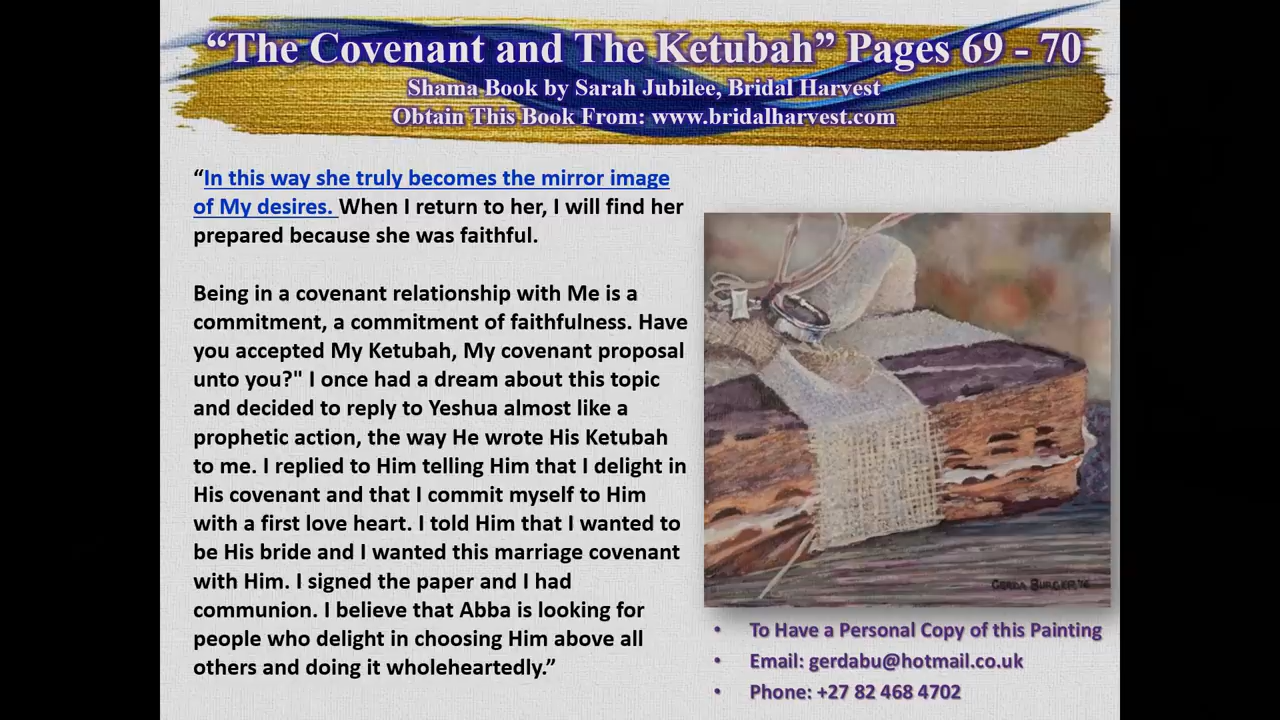 “The Covenant and The Ketubah” Pages 69 - 70
Shama Book by Sarah Jubilee, Bridal Harvest
Obtain This Book From: www.bridalharvest.com
“In this way she truly becomes the mirror image
of My desires. When I return to her, I will find her
prepared because she was faithful.
Being in a covenant relationship with Me is a
commitment, a commitment of faithfulness. Have
you accepted My Ketubah, My covenant proposal
unto you?" I once had a dream about this topic
and decided to reply to Yeshua almost like a
prophetic action, the way He wrote His Ketubah
to me. I replied to Him telling Him that I delight in
His covenant and that I commit myself to Him
with a first love heart. I told Him that I wanted to
be His bride and I wanted this marriage covenant
with Him. I signed the paper and I had
communion. I believe that Abba is looking for
people who delight in choosing Him above all
others and doing it wholeheartedly.”
GERDA BURGER '16
• To Have a Personal Copy of this Painting
• Email: gerdabu@hotmail.co.uk
• Phone: +27 82 468 4702